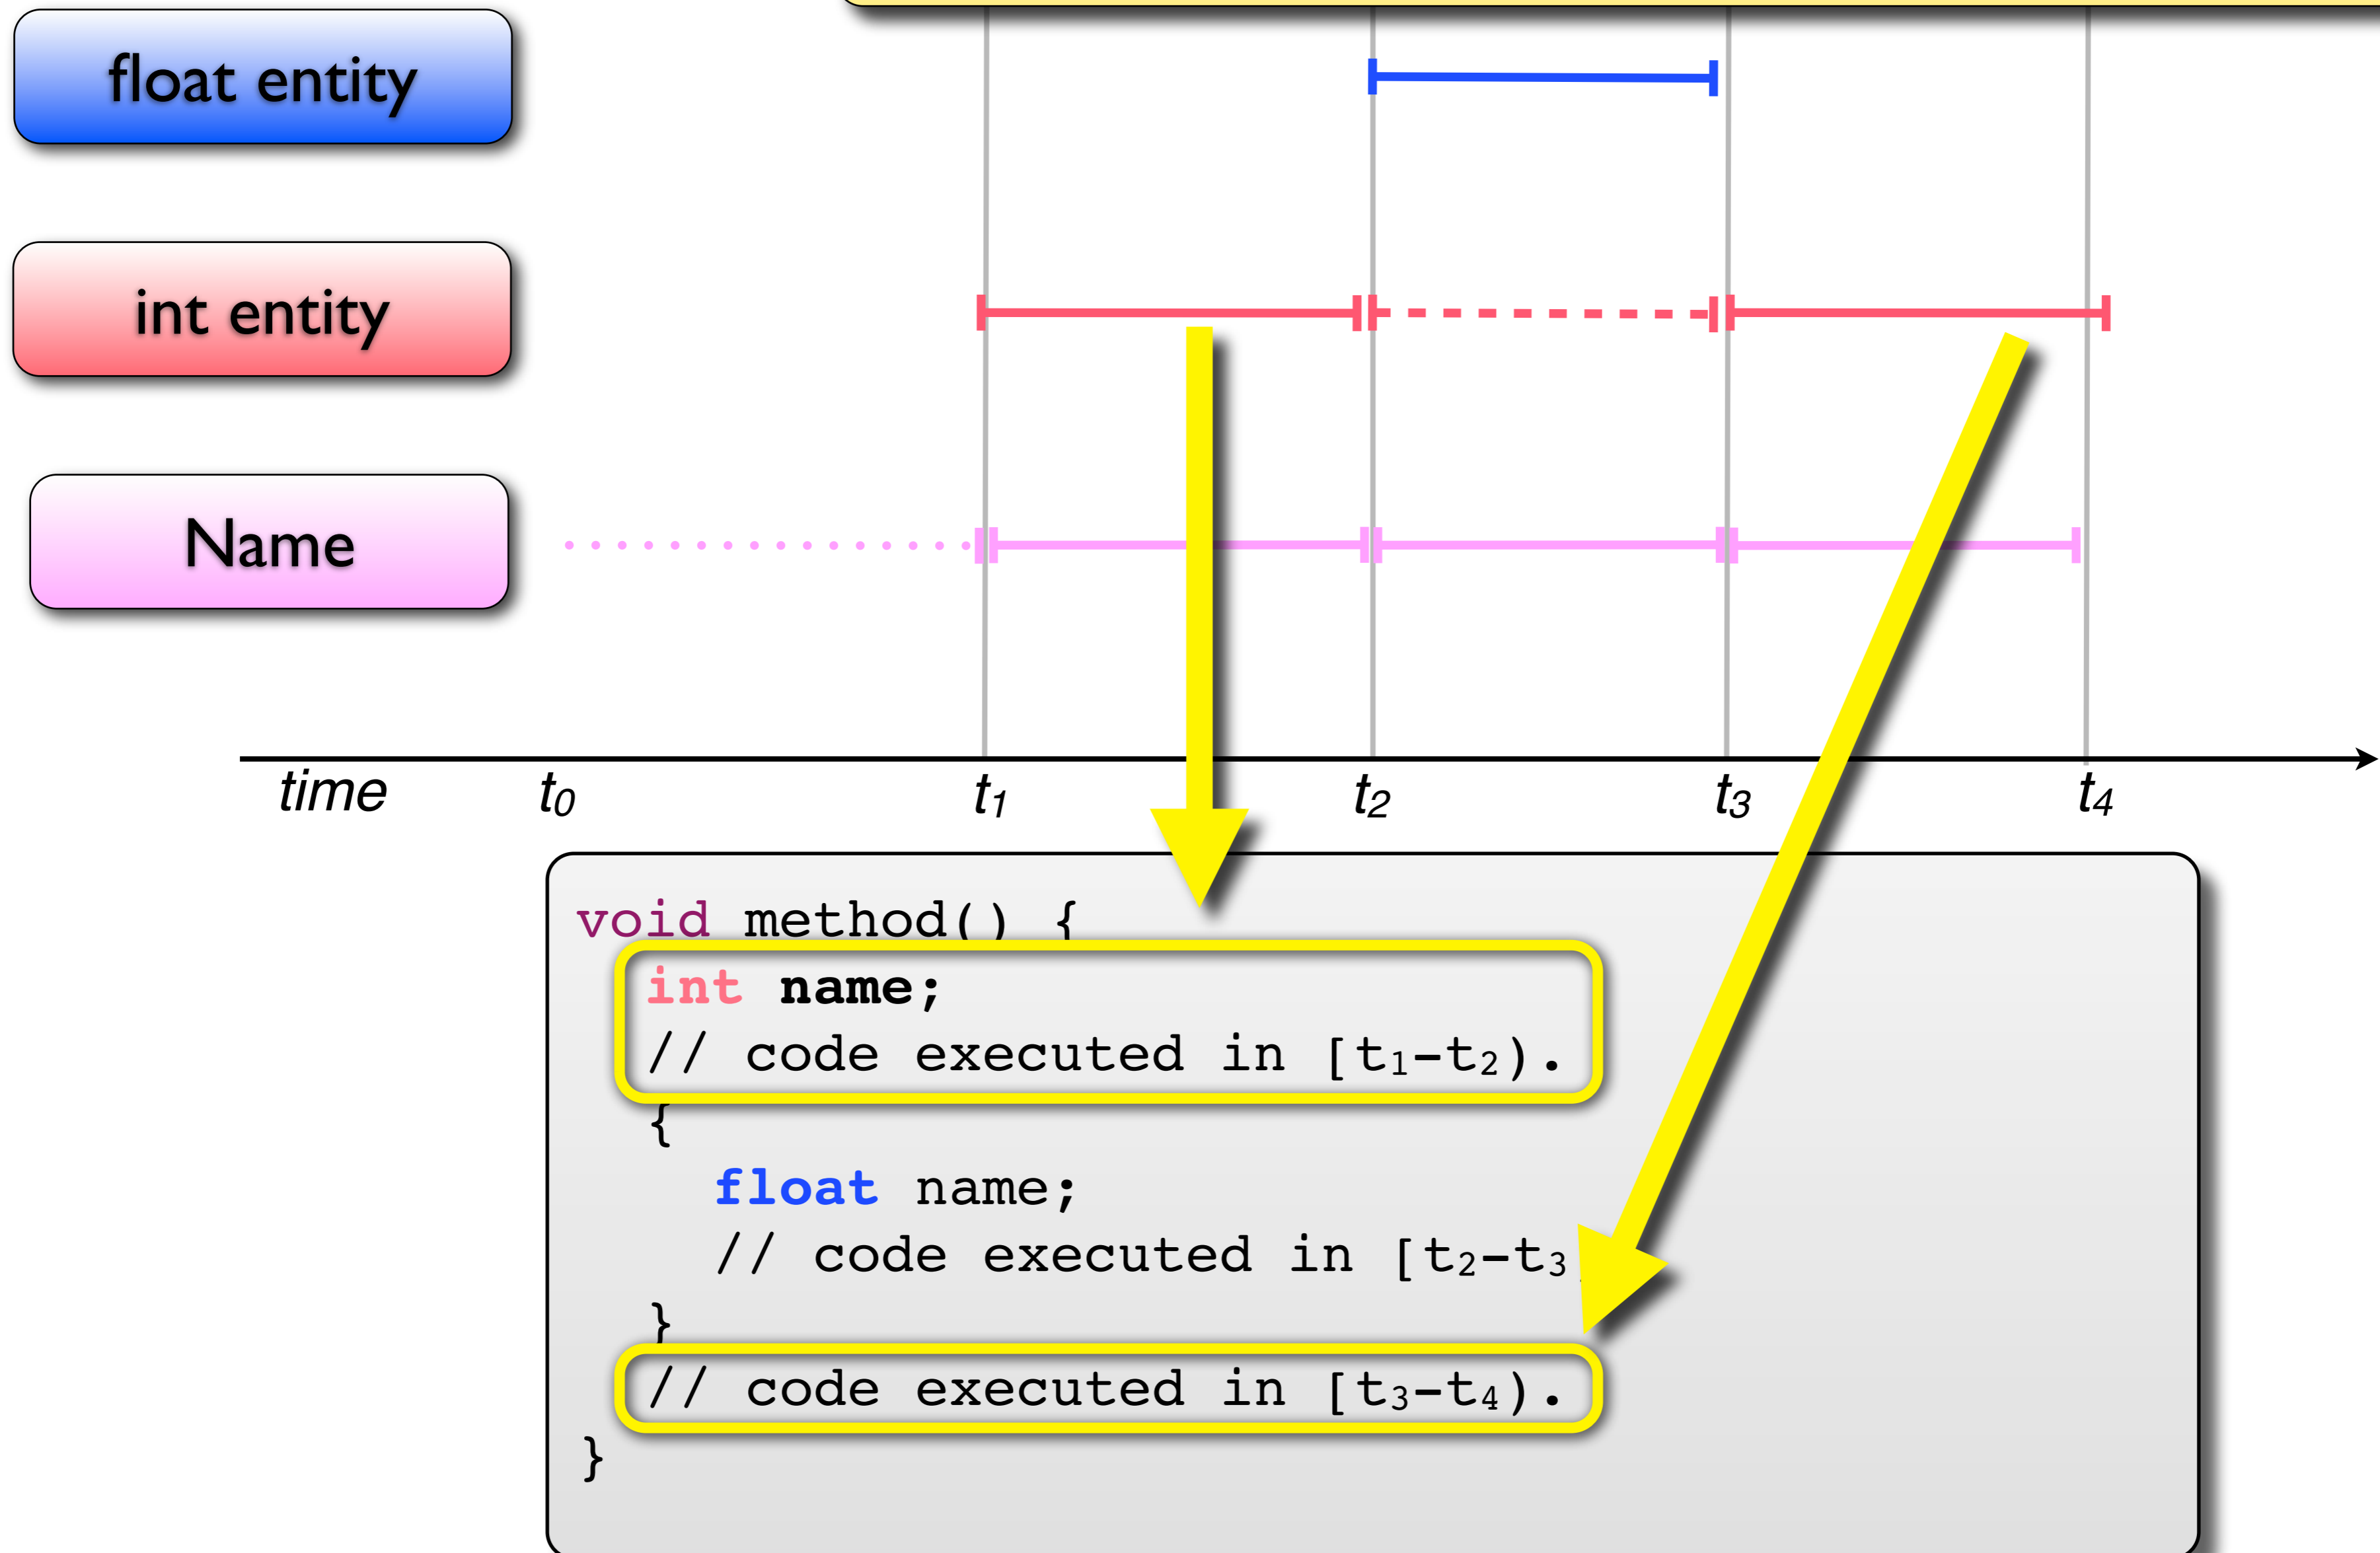 float entity
int entity
Name
time t0 t1 t2 t3 t4
void method() {
int name;
// code executed in [t1-t2).
{
float name;
// code executed in [t2-t3
}
// code executed in [t3-t4).
}